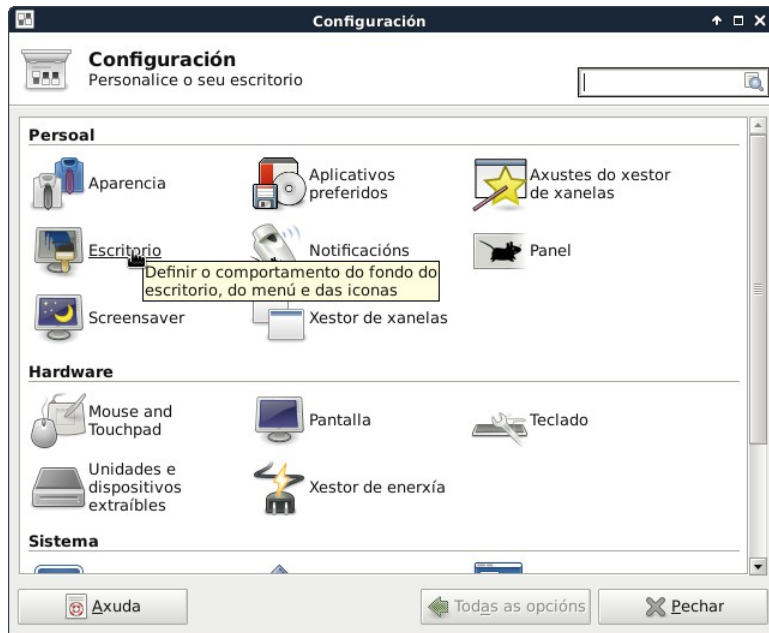 Configuración
Configuración
Personalice o seu escritorio
Persoal
Aparencia
Aplicativos
preferidos
Axustes do xestor
de xanelas
Escritorio
Notificacións
Panel
Definir o comportamento do fondo do
escritorio, do menú e das iconas
Screensaver
Xestor de xanelas
Hardware
Mouse and
Touchpad
Pantalla
Teclado
Unidades e
dispositivos
extraíbles
Xestor de enerxía
Sistema
Axuda
Todas as opcións
Pechar